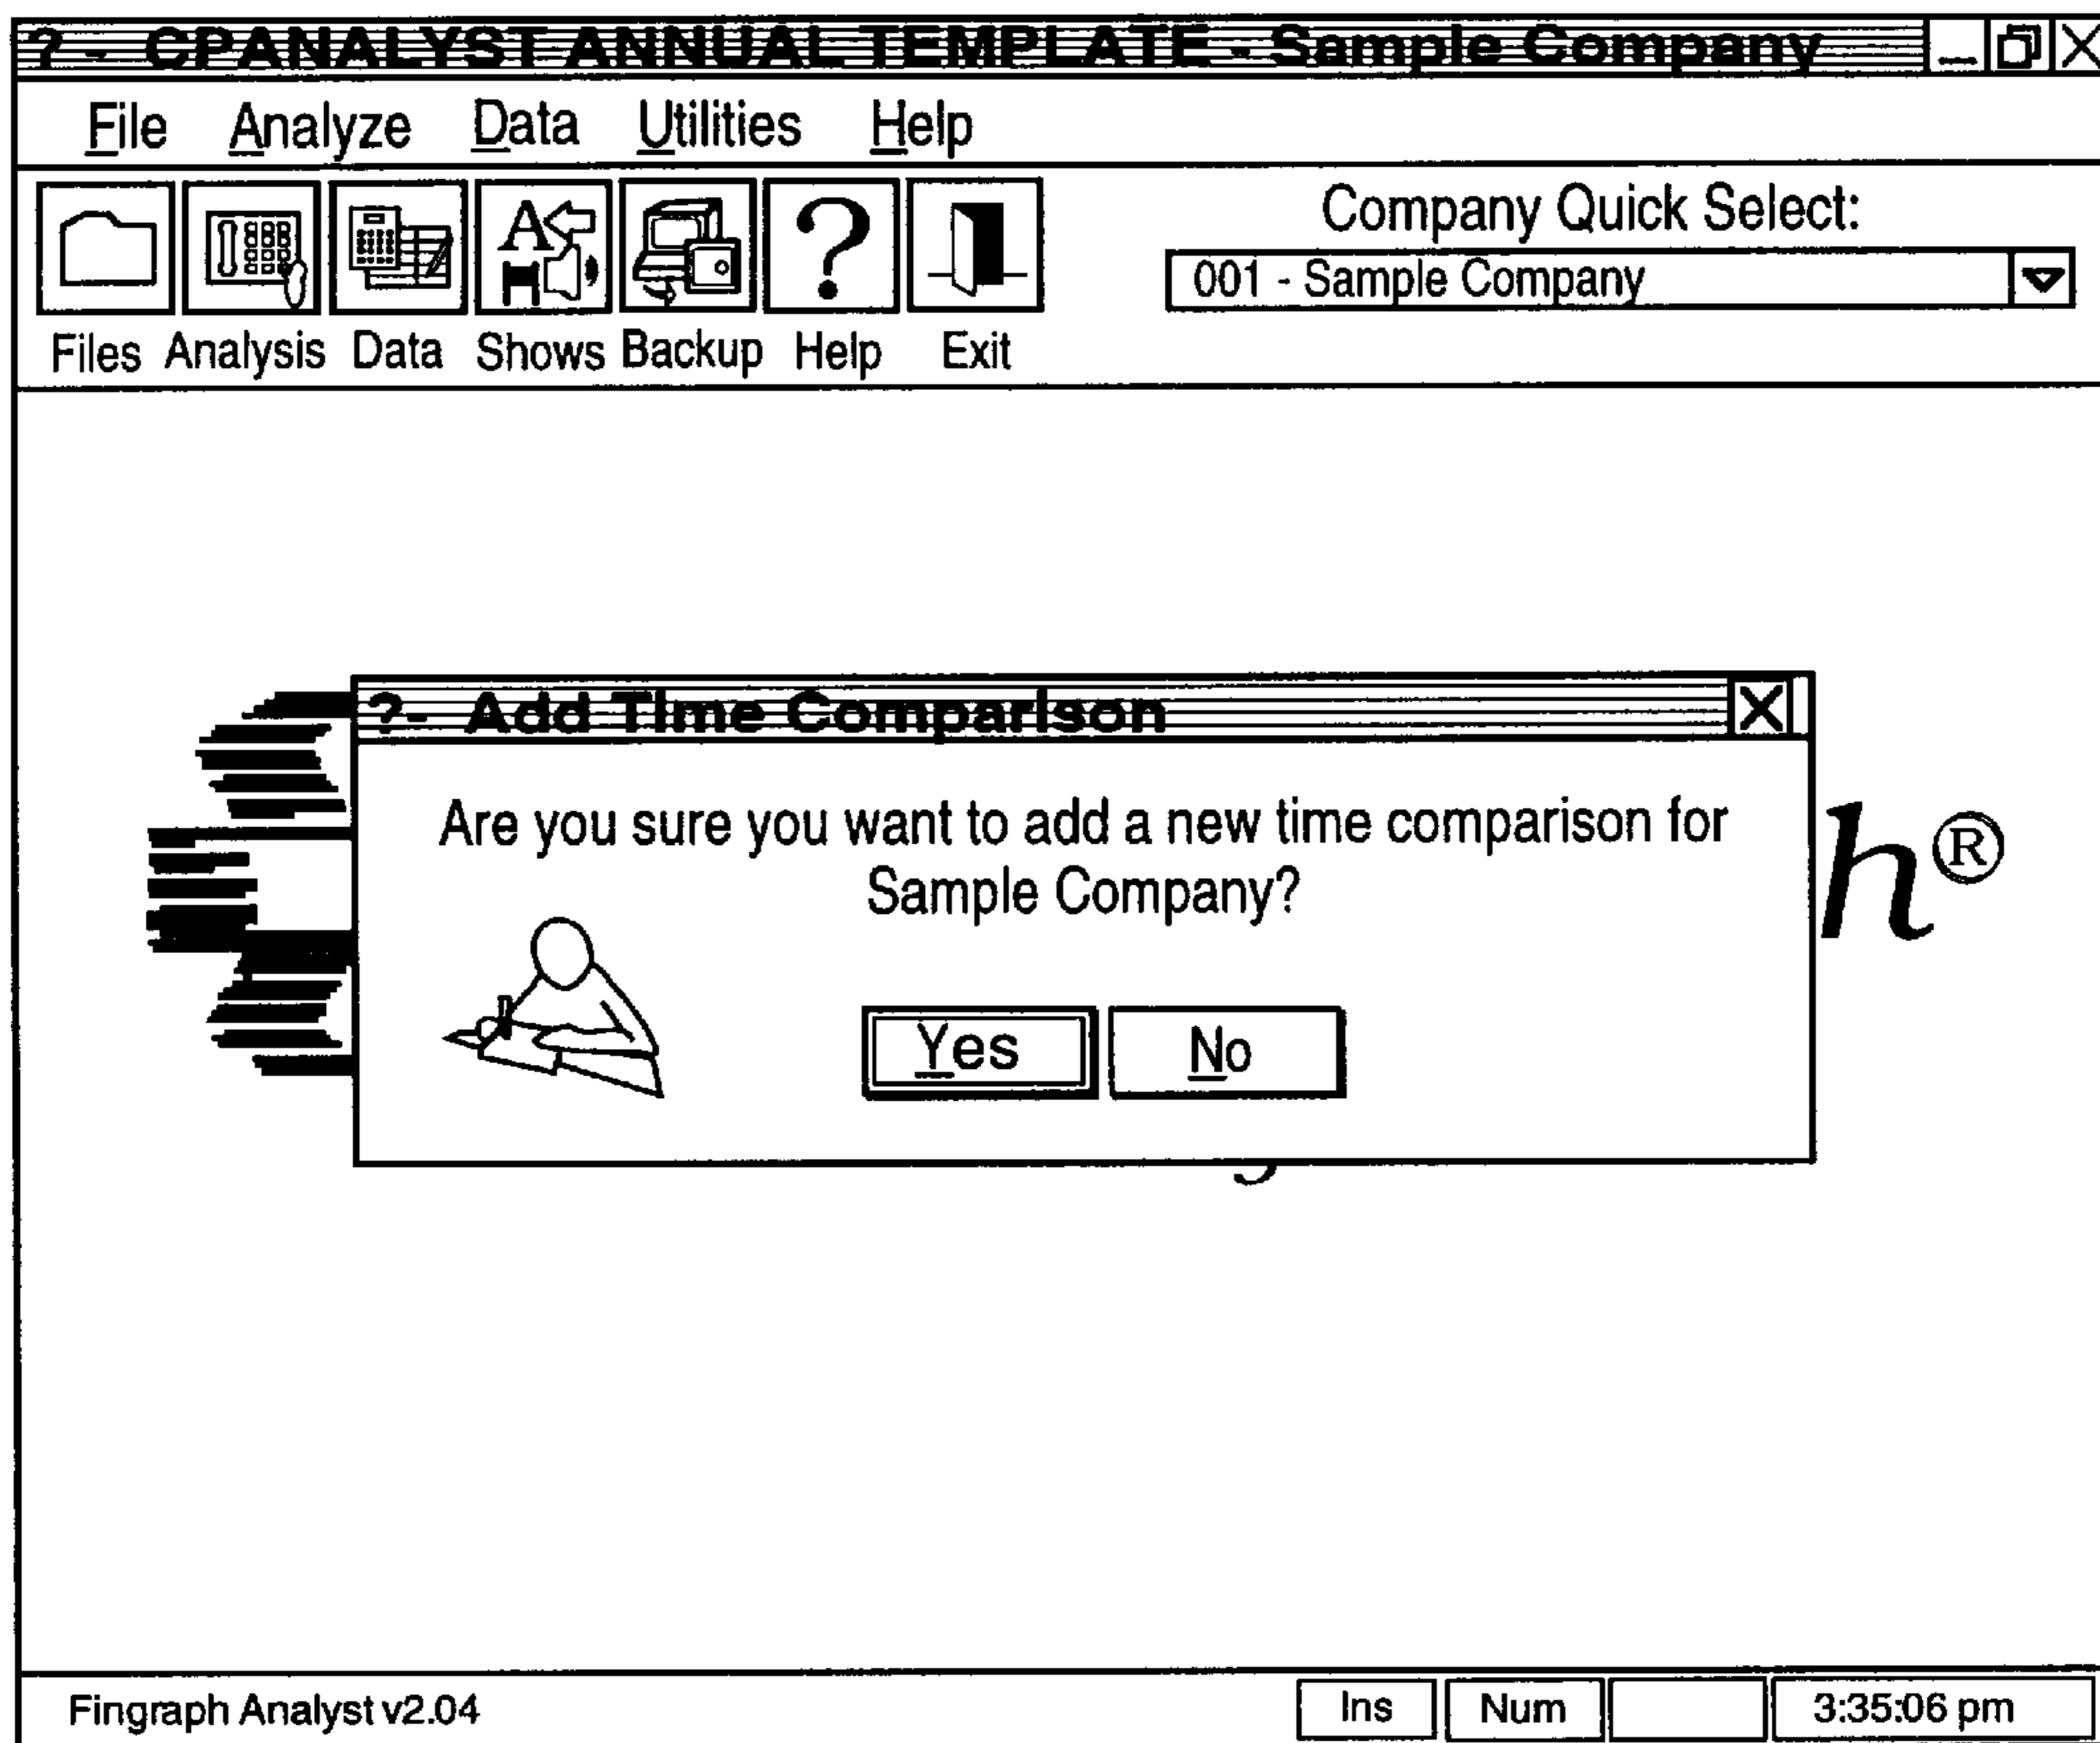 ? - CPANALYST ANNUAL TEMPLATE - Sample Company
File Analyze Data Utilities Help
Company Quick Select:
001 - Sample Company
Files Analysis Data Shows Backup Help Exit
?- Add Time Comparison
Are you sure you want to add a new time comparison for
Sample Company?
h®
Yes No
Fingraph Analyst v2.04 Ins Num 3:35:06 pm